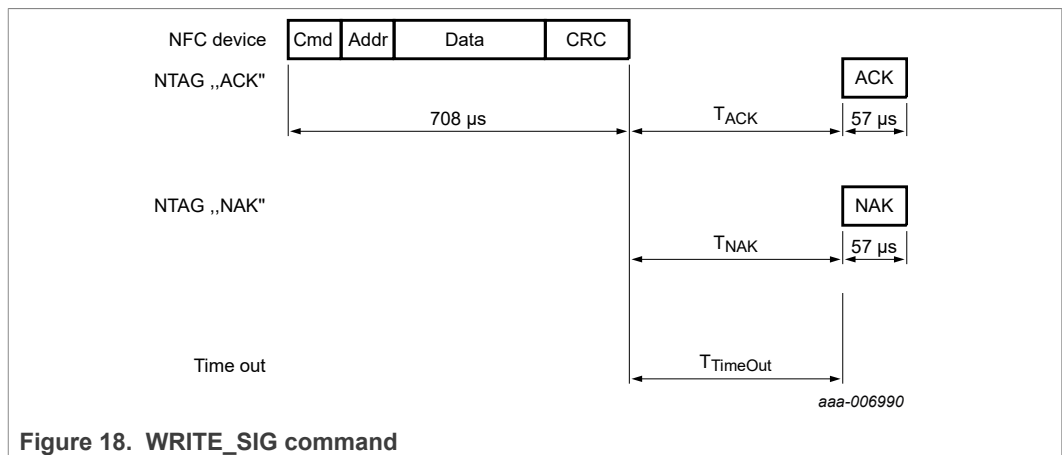 NFC device Cmd Addr Data CRC
NTAG ,,ACK" ACK
708 µs TACK 57 µs
NTAG ,,NAK" NAK
TNAK 57 µs
Time out TTimeOut
aaa-006990
Figure 18. WRITE_SIG command